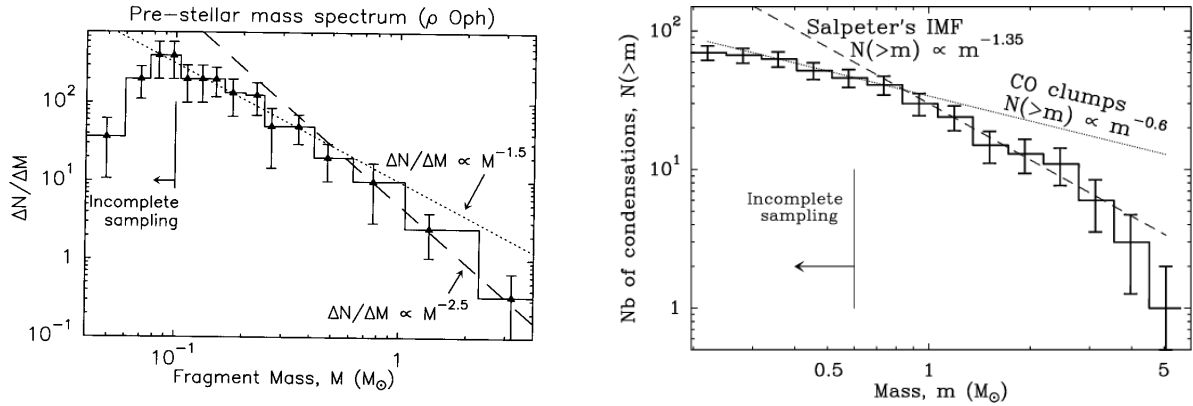 Pre-stellar mass spectrum (ρ Oph)
ΔN/ΔM
10²
10
1
10⁻¹
Incomplete
sampling
ΔN/ΔM ∝ M⁻¹·⁵
ΔN/ΔM ∝ M⁻²·⁵
10⁻¹
1
Fragment Mass, M (M☉)
Nb of condensations, N(>m)
10²
10¹
1
Salpeter's IMF
N(>m) ∝ m⁻¹·³⁵
CO clumps
N(>m) ∝ m⁻⁰·⁶
Incomplete
sampling
0.5
1
5
Mass, m (M☉)